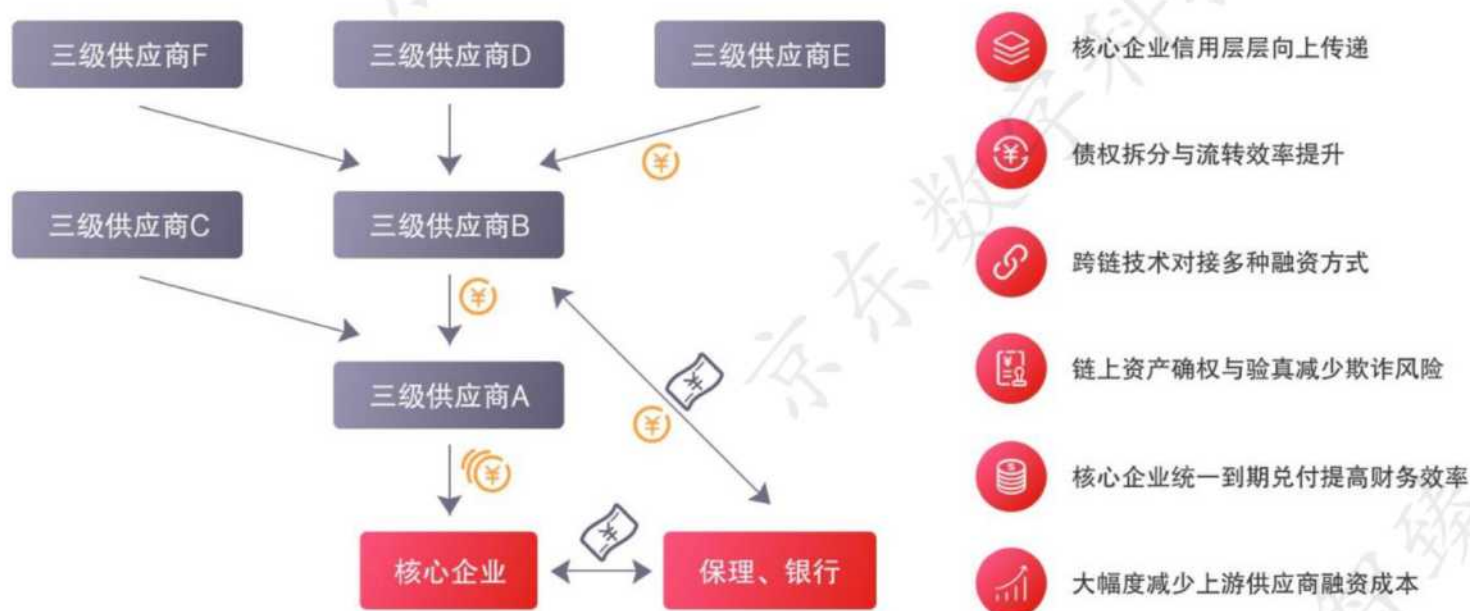 三级供应商F
三级供应商D
三级供应商E
三级供应商C
三级供应商B
三级供应商A
核心企业
保理、银行
核心企业信用层层向上传递
债权拆分与流转效率提升
跨链技术对接多种融资方式
链上资产确权与验真减少欺诈风险
核心企业统一到期兑付提高财务效率
大幅度减少上游供应商融资成本
京东数字科